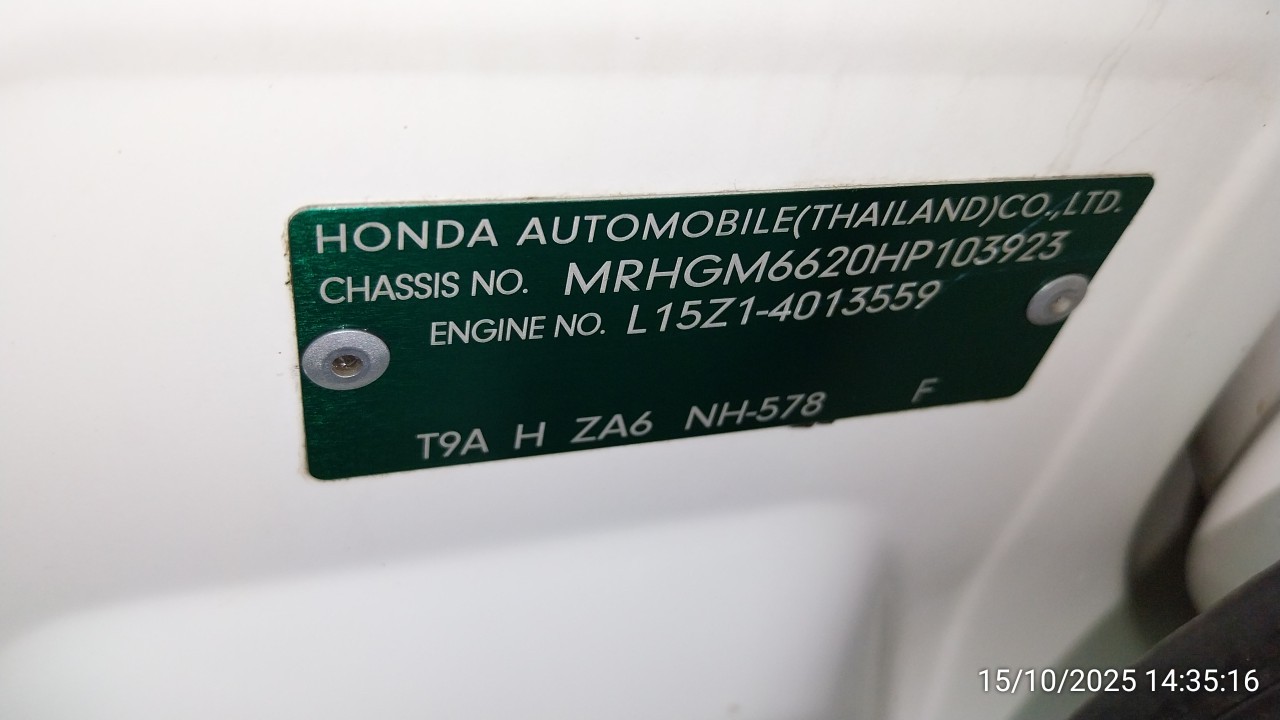 HONDA AUTOMOBILE(THAILAND)CO.,LTD.
CHASSIS NO. MRHGM6620HP103923
ENGINE NO. L15Z1-4013559
T9A H ZA6 NH-578 F
15/10/2025 14:35:16